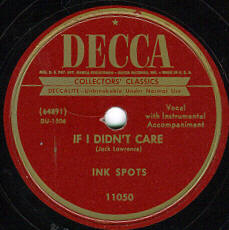 DECCA
COLLECTORS' CLASSICS
DECCALITE - Unbreakable Under Normal Use
(64891)
DU-1504
Vocal
with Instrumental
Accompaniment
IF I DIDN'T CARE
(Jack Lawrence)
INK SPOTS
11050